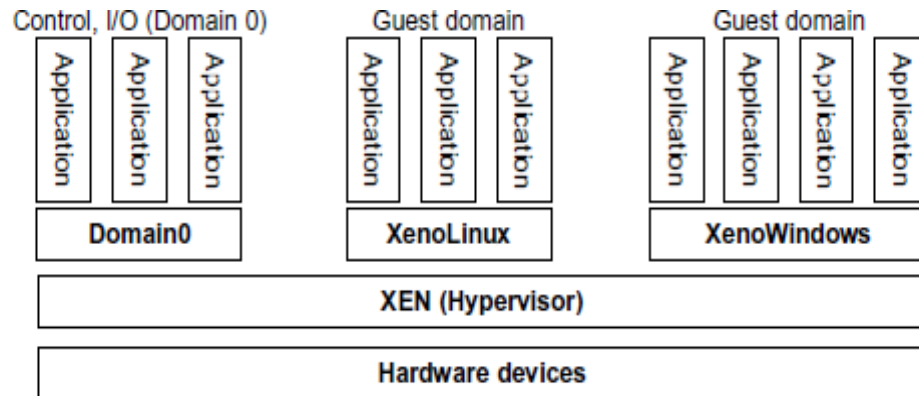 Control, I/O (Domain 0)
Guest domain
Guest domain
Application
Application
Application
Application
Application
Application
Application
Application
Application
Application
Domain0
XenoLinux
XenoWindows
XEN (Hypervisor)
Hardware devices